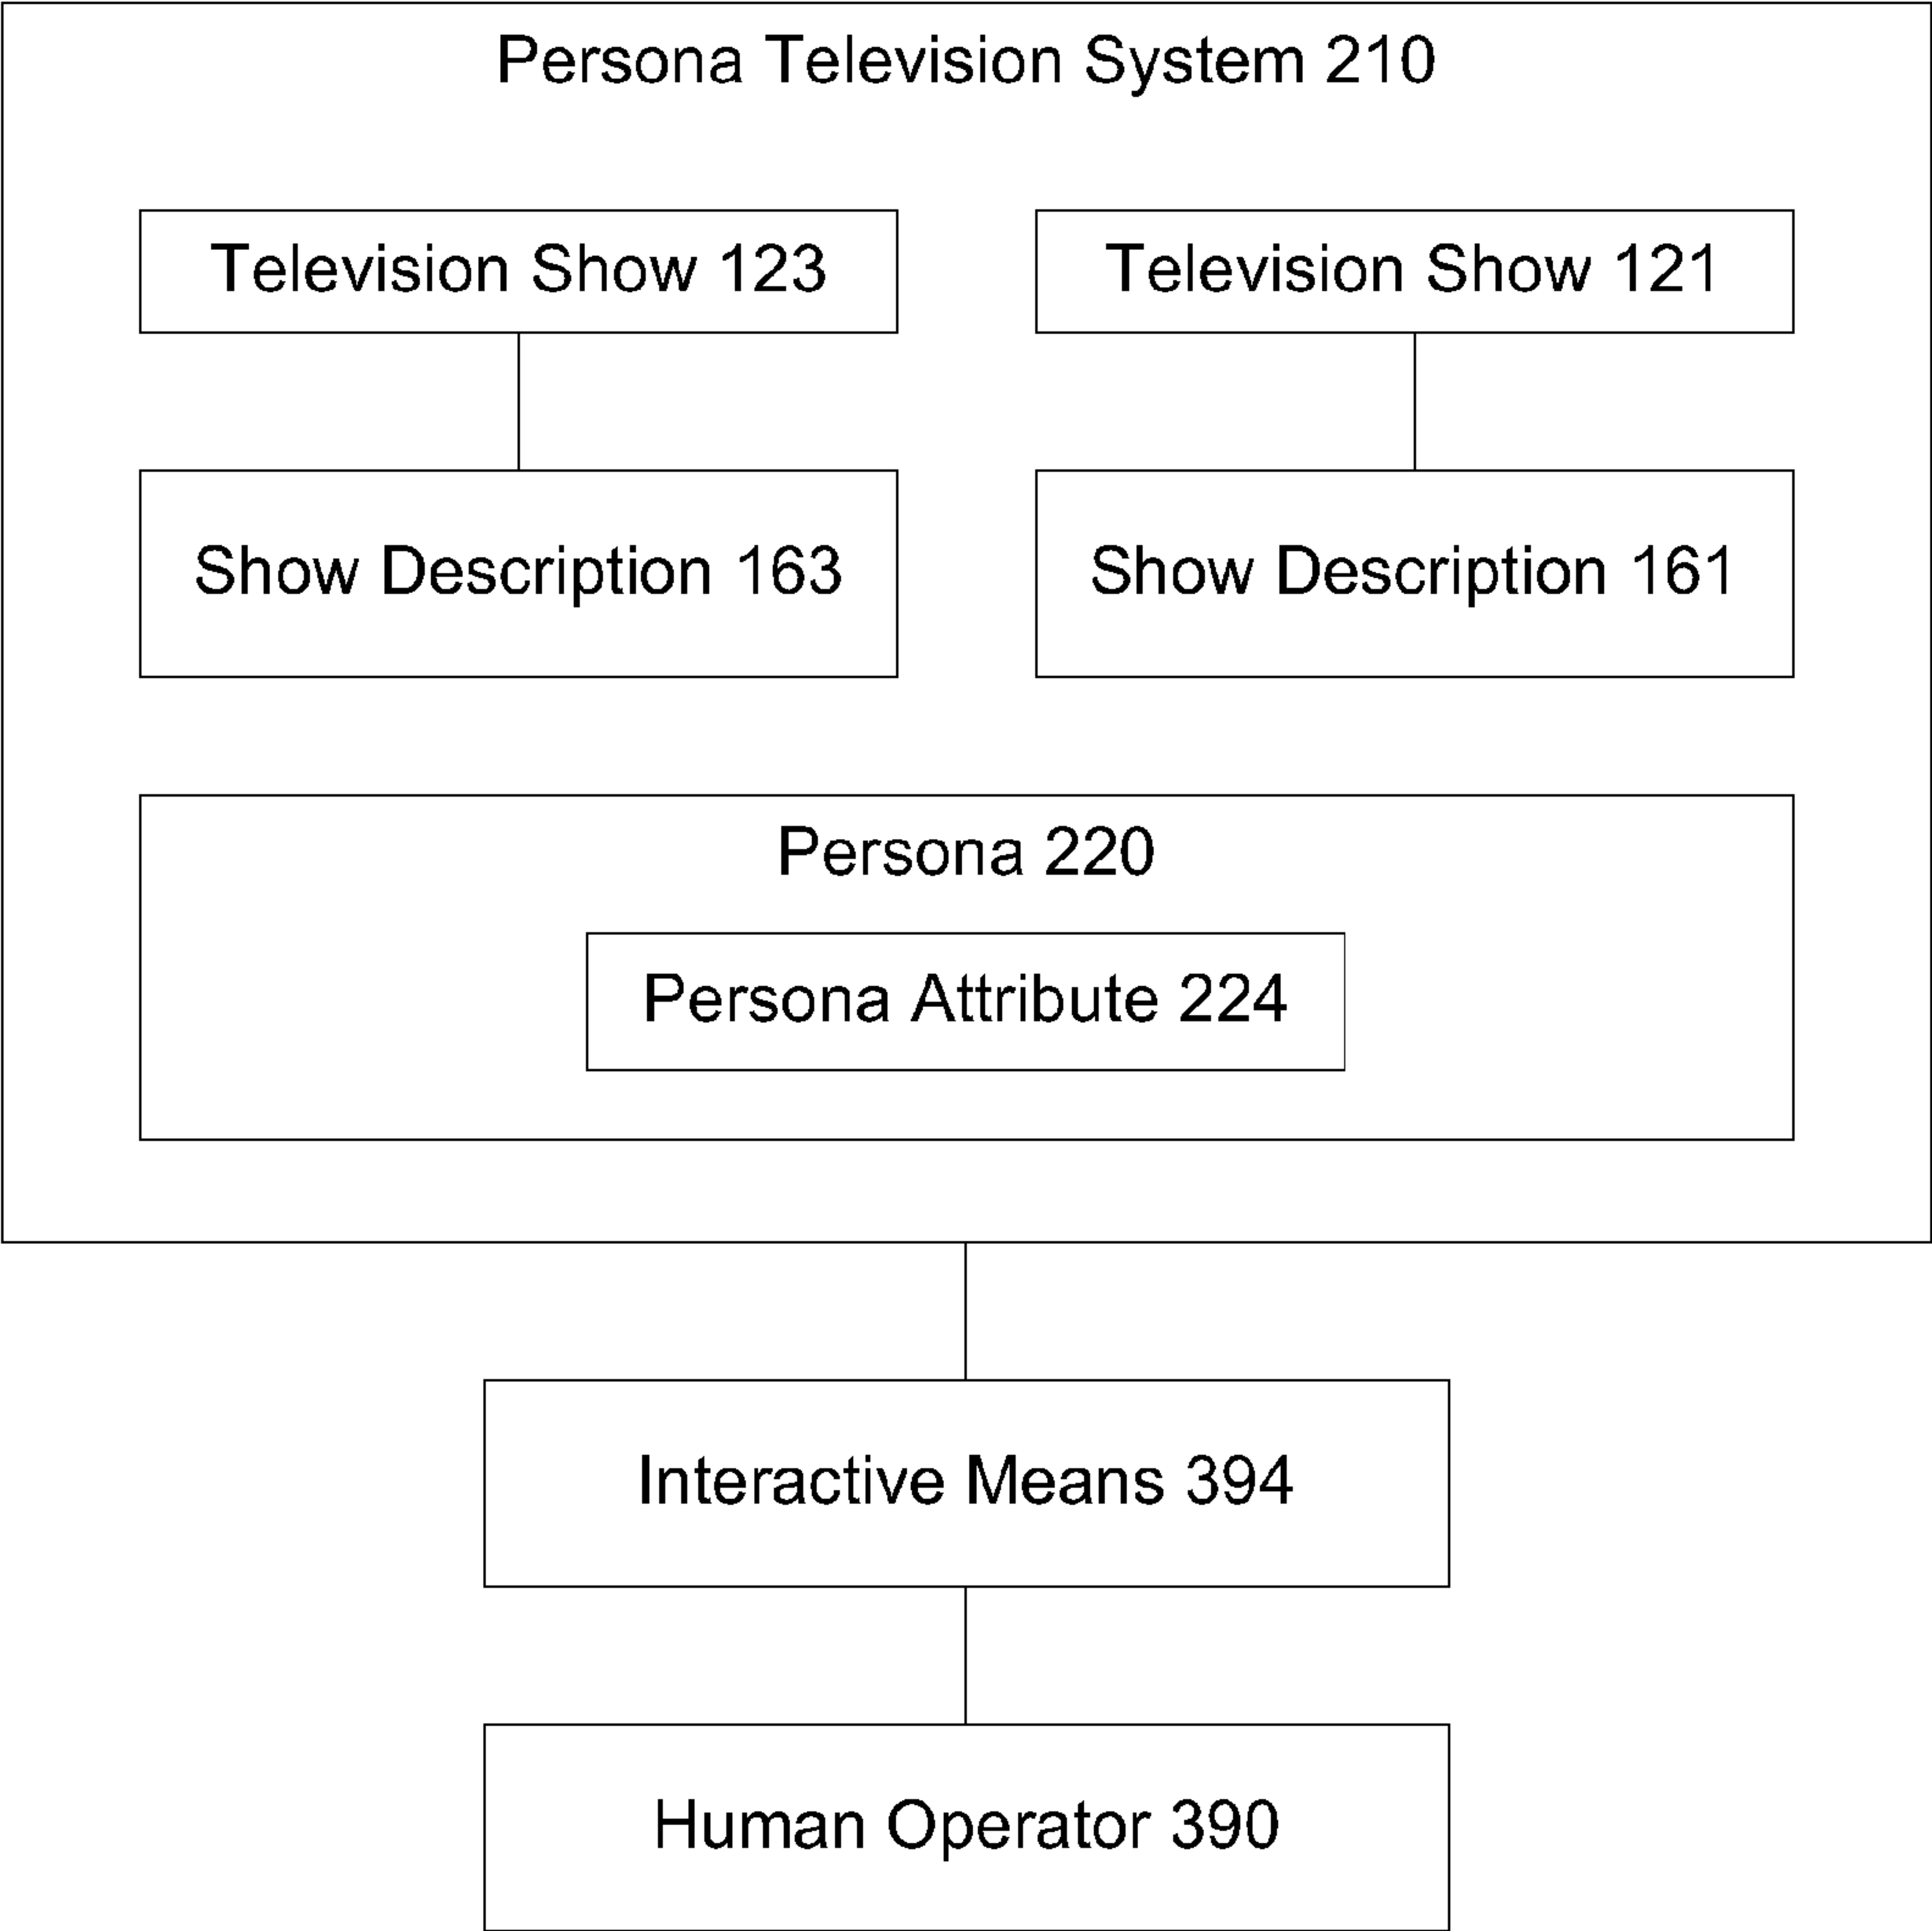 Persona Television System 210
Television Show 123
Television Show 121
Show Description 163
Show Description 161
Persona 220
Persona Attribute 224
Interactive Means 394
Human Operator 390